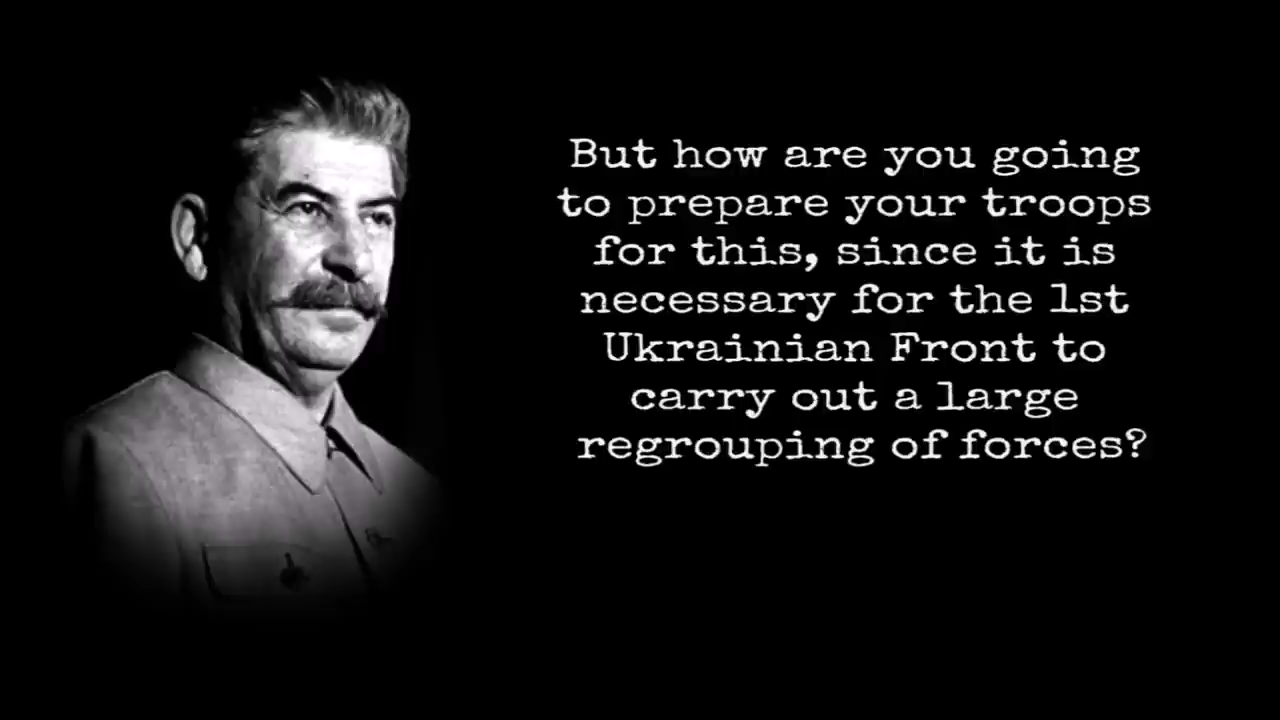 But how are you going
to prepare your troops
for this, since it is
necessary for the 1st
Ukrainian Front to
carry out a large
regrouping of forces?